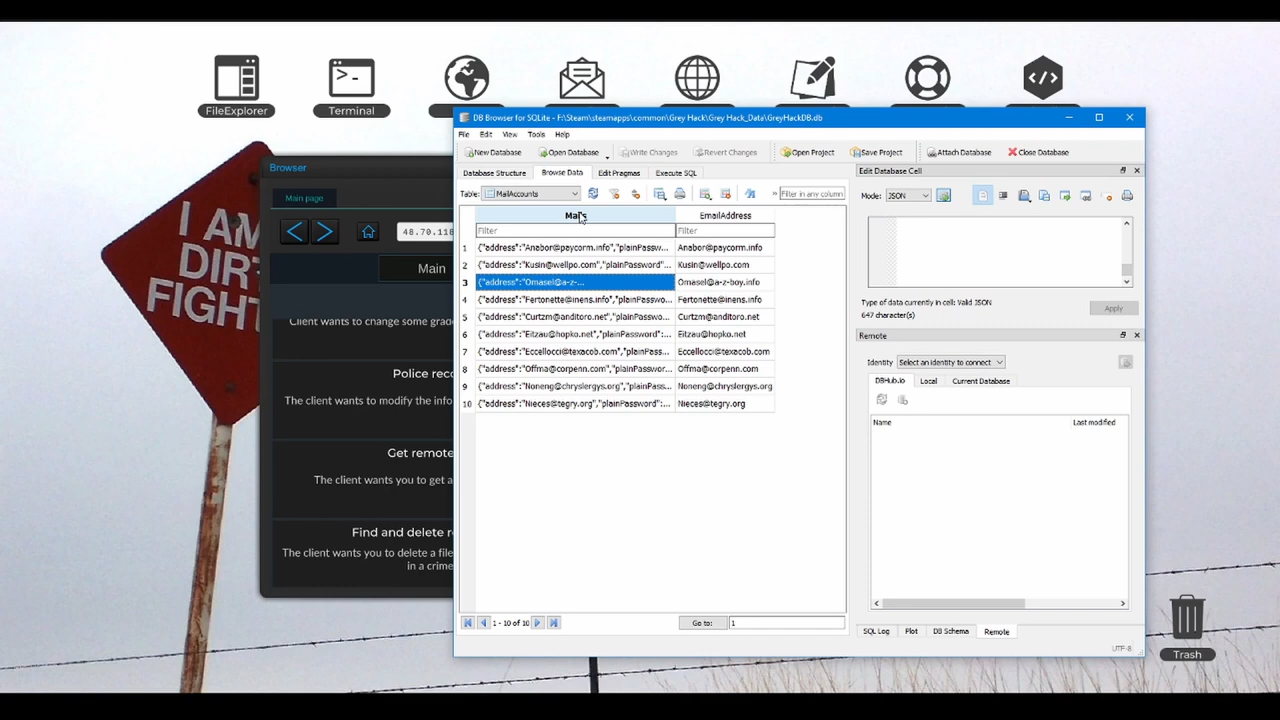 FileExplorer
Terminal
I AM
DIRT
FIGHT
Browser
Main page
48.70.118
Main
Client wants to change some grad
Police reco
The client wants to modify the info
Get remote
The client wants you to get a
Find and delete r
The client wants you to delete a file
in a crime
DB Browser for SQLite - F:\Steam\steamapps\common\Grey Hack\Grey Hack_Data\GreyHackDB.db
File Edit View Tools Help
New Database Open Database Write Changes Revert Changes Open Project Save Project Attach Database Close Database
Database Structure Browse Data Edit Pragmas Execute SQL
Table: MailAccounts » Filter in any column
Mails EmailAddress
Filter Filter
1 {"address":"Anabor@paycorm.info","plainPassw... Anabor@paycorm.info
2 {"address":"Kusin@wellpo.com","plainPassword"... Kusin@wellpo.com
3 {"address":"Omasel@a-z-... Omasel@a-z-boy.info
4 {"address":"Fertonette@inens.info","plainPasswo... Fertonette@inens.info
5 {"address":"Curtzm@anditoro.net","plainPasswo... Curtzm@anditoro.net
6 {"address":"Eitzau@hopko.net","plainPassword":... Eitzau@hopko.net
7 {"address":"Eccellocci@texacob.com","plainPass... Eccellocci@texacob.com
8 {"address":"Offma@corpenn.com","plainPasswo... Offma@corpenn.com
9 {"address":"Noneng@chryslergys.org","plainPass... Noneng@chryslergys.org
10 {"address":"Nieces@tegry.org","plainPassword":... Nieces@tegry.org
1 - 10 of 10
Go to: 1
Edit Database Cell
Mode: JSON
Type of data currently in cell: Valid JSON
647 character(s)
Apply
Remote
Identity Select an identity to connect
DBHub.io Local Current Database
Name Last modified
SQL Log Plot DB Schema Remote
UTF-8
Trash